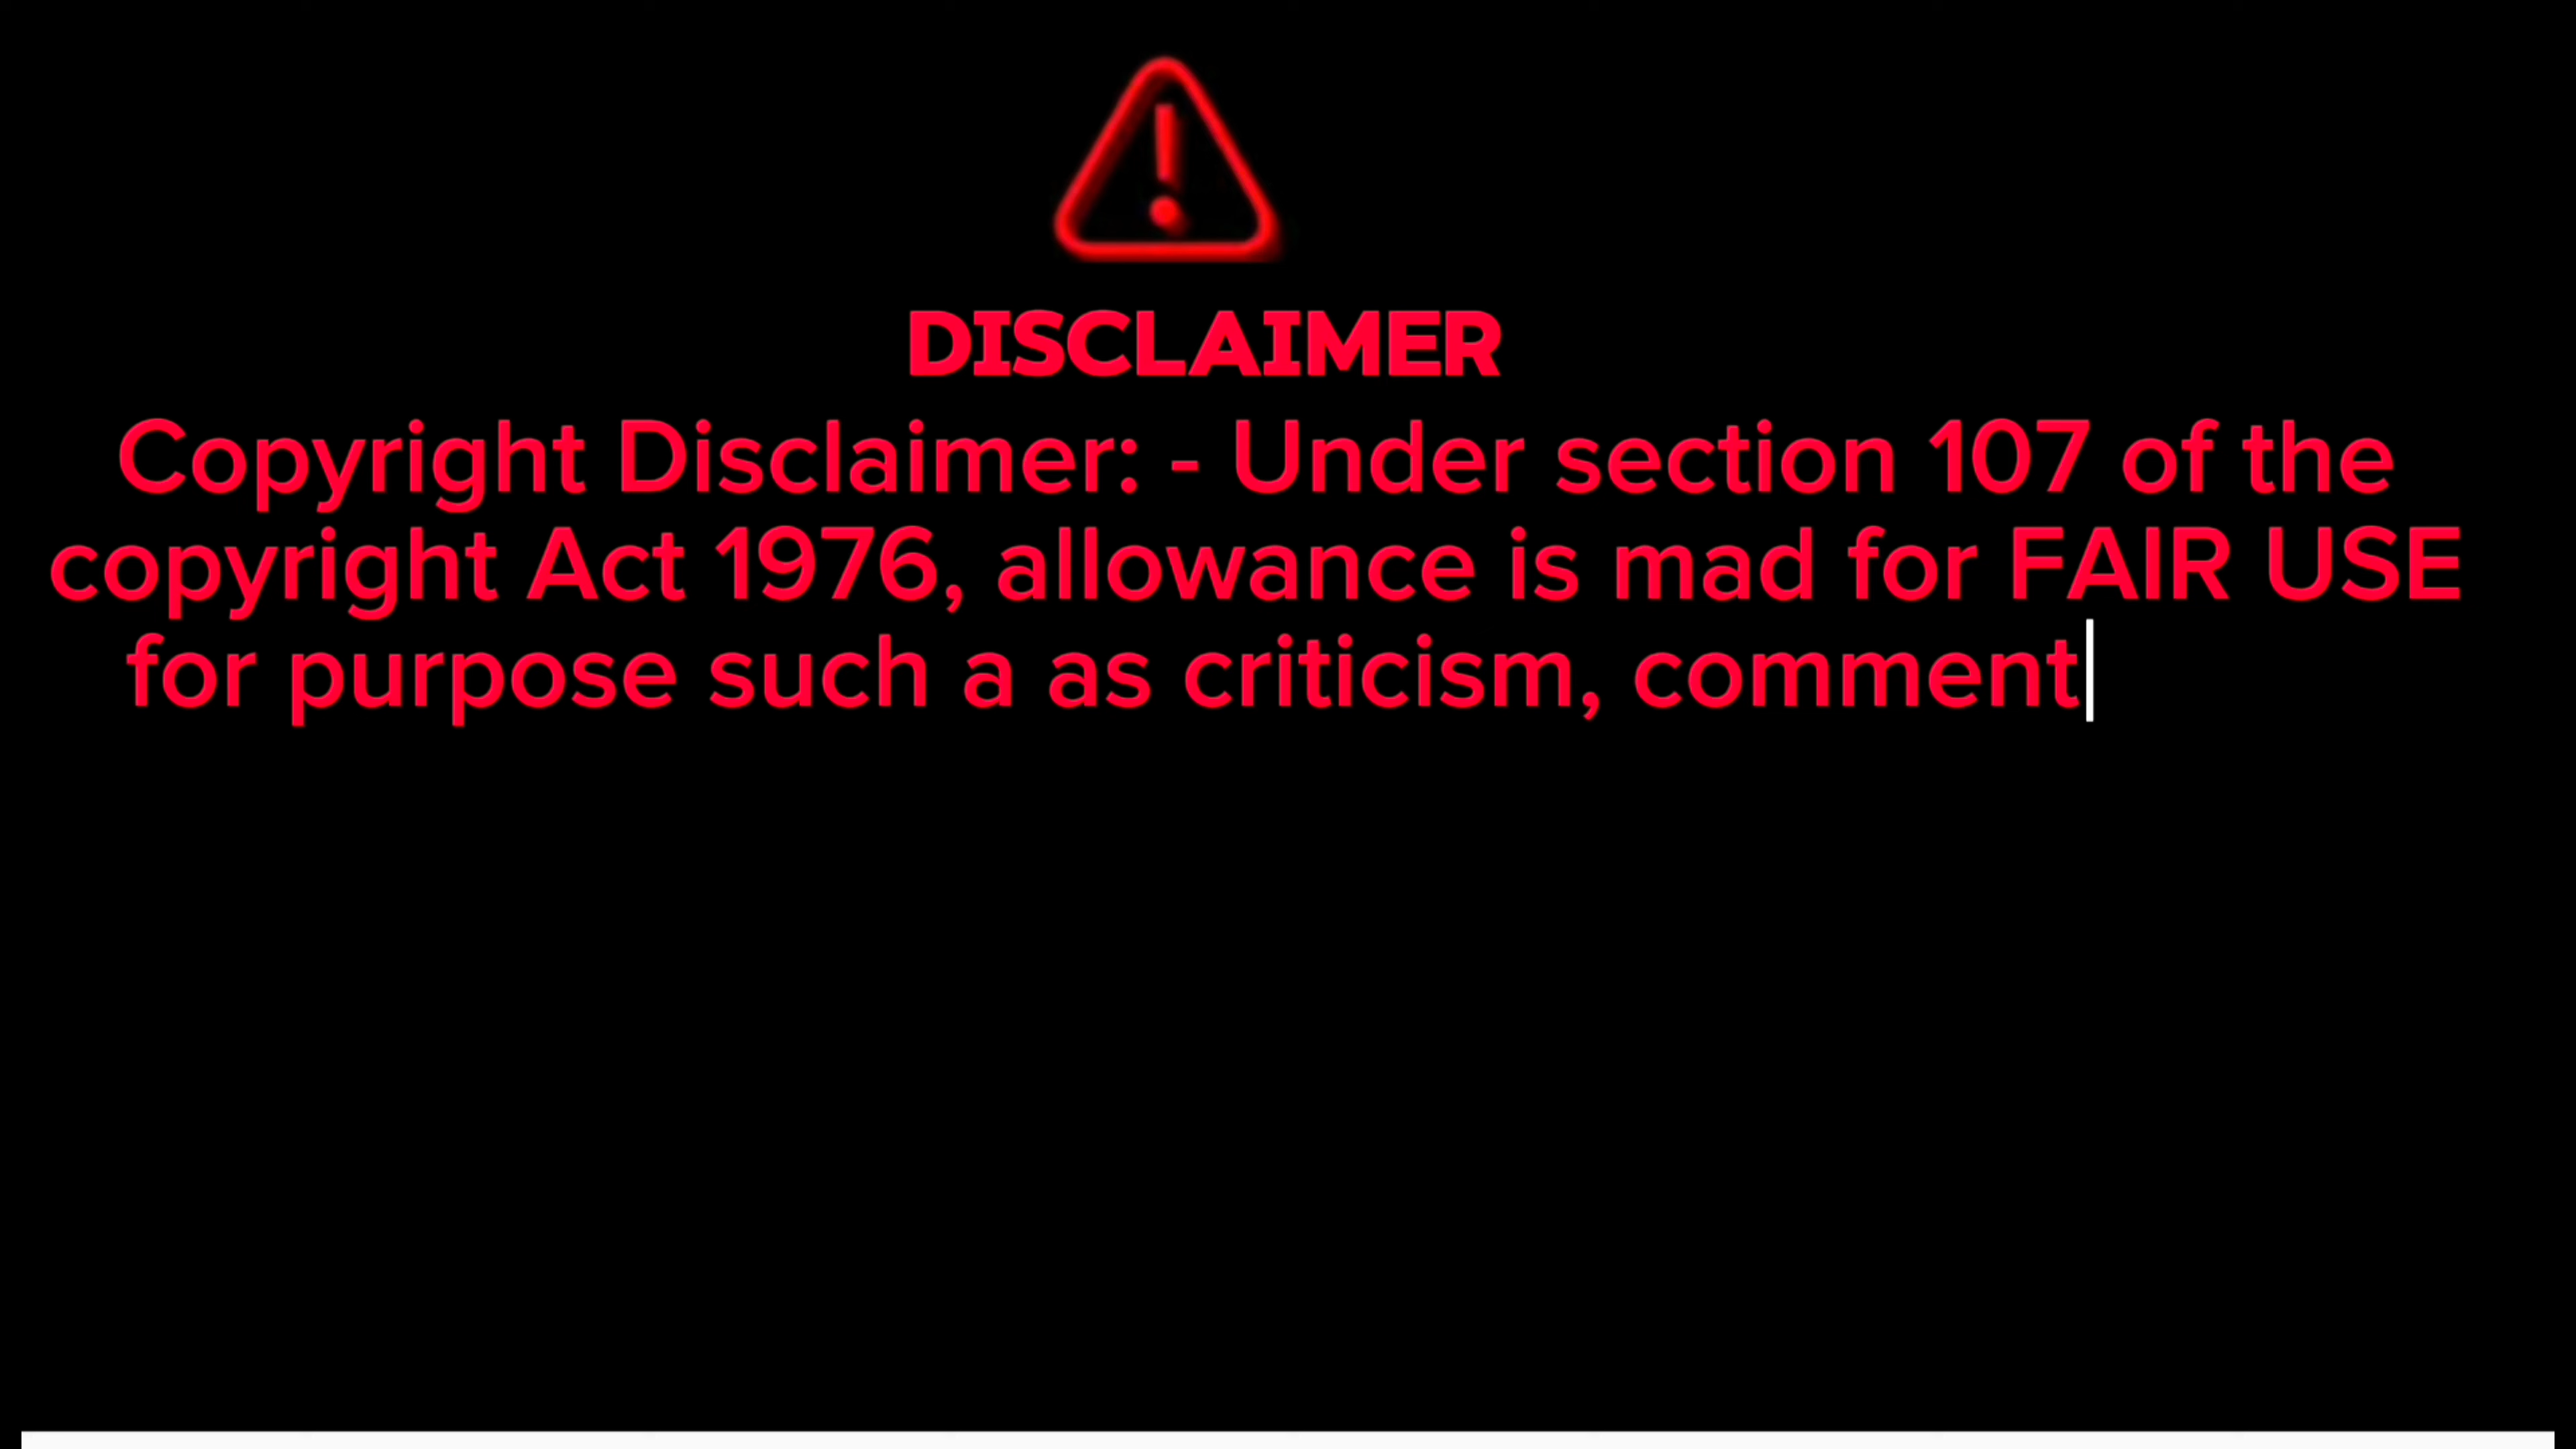 DISCLAIMER
Copyright Disclaimer: - Under section 107 of the
copyright Act 1976, allowance is mad for FAIR USE
for purpose such a as criticism, comment